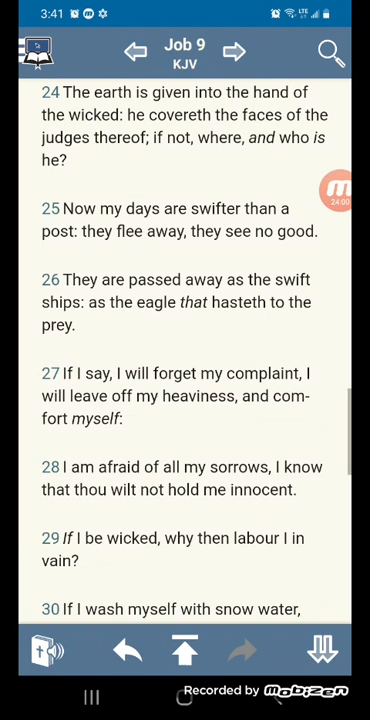 3:41
LTE
Job 9
KJV
24 The earth is given into the hand of
the wicked: he covereth the faces of the
judges thereof; if not, where, and who is
he?
24:00
25 Now my days are swifter than a
post: they flee away, they see no good.
26 They are passed away as the swift
ships: as the eagle that hasteth to the
prey.
27 If I say, I will forget my complaint, I
will leave off my heaviness, and com-
fort myself:
28 I am afraid of all my sorrows, I know
that thou wilt not hold me innocent.
29 If I be wicked, why then labour I in
vain?
30 If I wash myself with snow water,
Recorded by mobizen